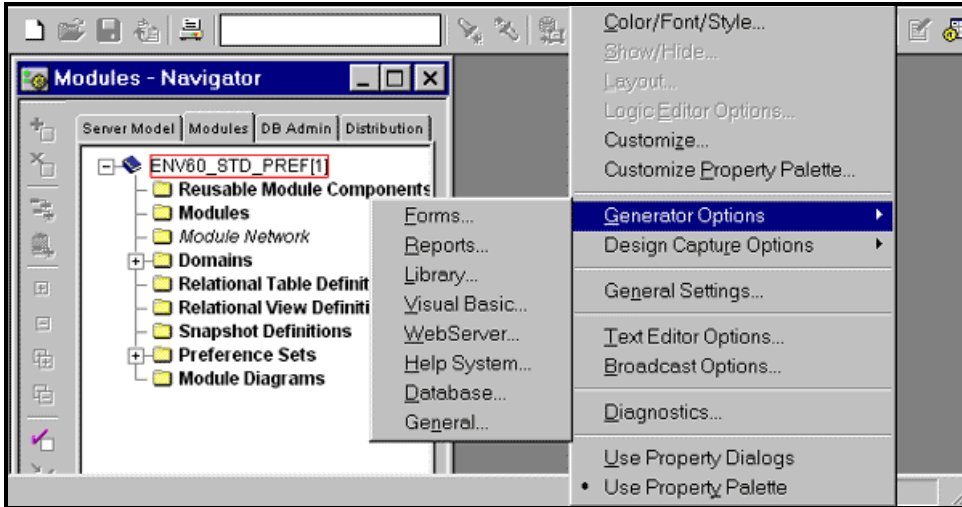 Modules - Navigator
Server Model Modules DB Admin Distribution
ENV60_STD_PREF[1]
Reusable Module Components
Modules
Module Network
Domains
Relational Table Definit
Relational View Definiti
Snapshot Definitions
Preference Sets
Module Diagrams
Forms...
Reports...
Library...
Visual Basic...
WebServer...
Help System...
Database...
General...
Color/Font/Style...
Show/Hide...
Layout...
Logic Editor Options...
Customize...
Customize Property Palette...
Generator Options
Design Capture Options
General Settings...
Text Editor Options...
Broadcast Options...
Diagnostics...
Use Property Dialogs
Use Property Palette